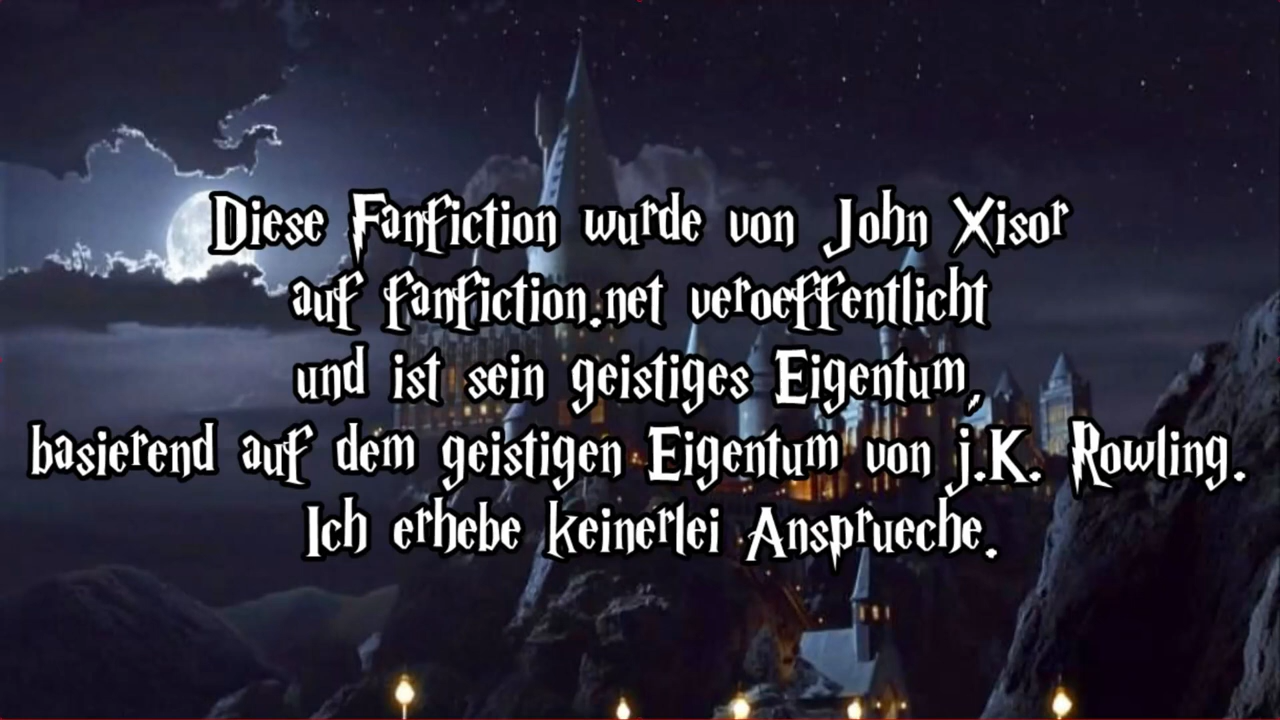 Diese Fanfiction wurde von John Xisor
auf fanfiction.net veroeffentlicht
und ist sein geistiges Eigentum,
basierend auf dem geistigen Eigentum von j.K. Rowling.
Ich erhebe keinerlei Ansprueche.